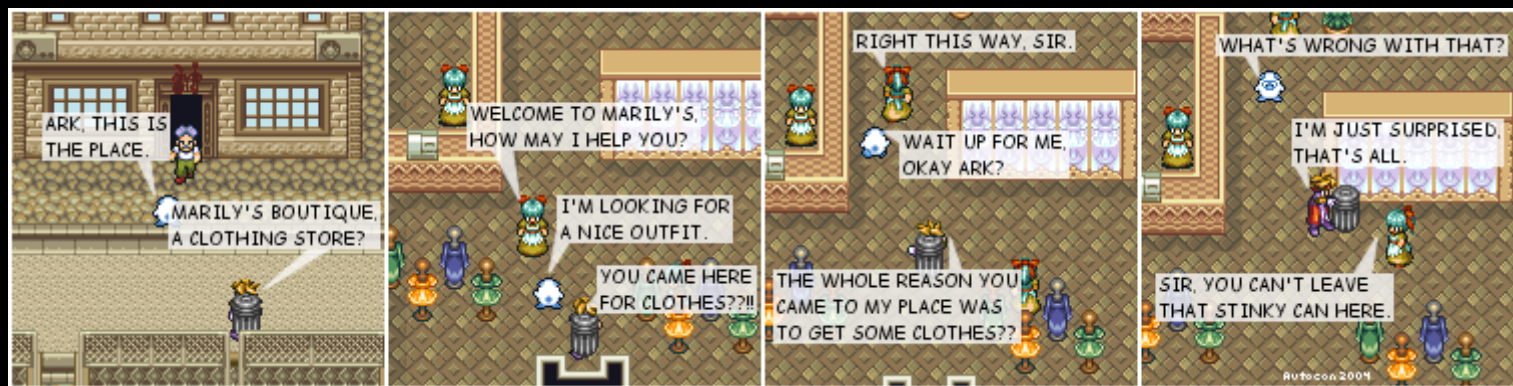 ARK, THIS IS
THE PLACE.
MARILY'S BOUTIQUE,
A CLOTHING STORE?
WELCOME TO MARILY'S,
HOW MAY I HELP YOU?
I'M LOOKING FOR
A NICE OUTFIT.
YOU CAME HERE
FOR CLOTHES??!!
RIGHT THIS WAY, SIR.
WAIT UP FOR ME,
OKAY ARK?
THE WHOLE REASON YOU
CAME TO MY PLACE WAS
TO GET SOME CLOTHES??
WHAT'S WRONG WITH THAT?
I'M JUST SURPRISED,
THAT'S ALL.
SIR, YOU CAN'T LEAVE
THAT STINKY CAN HERE.
Autocon 2004